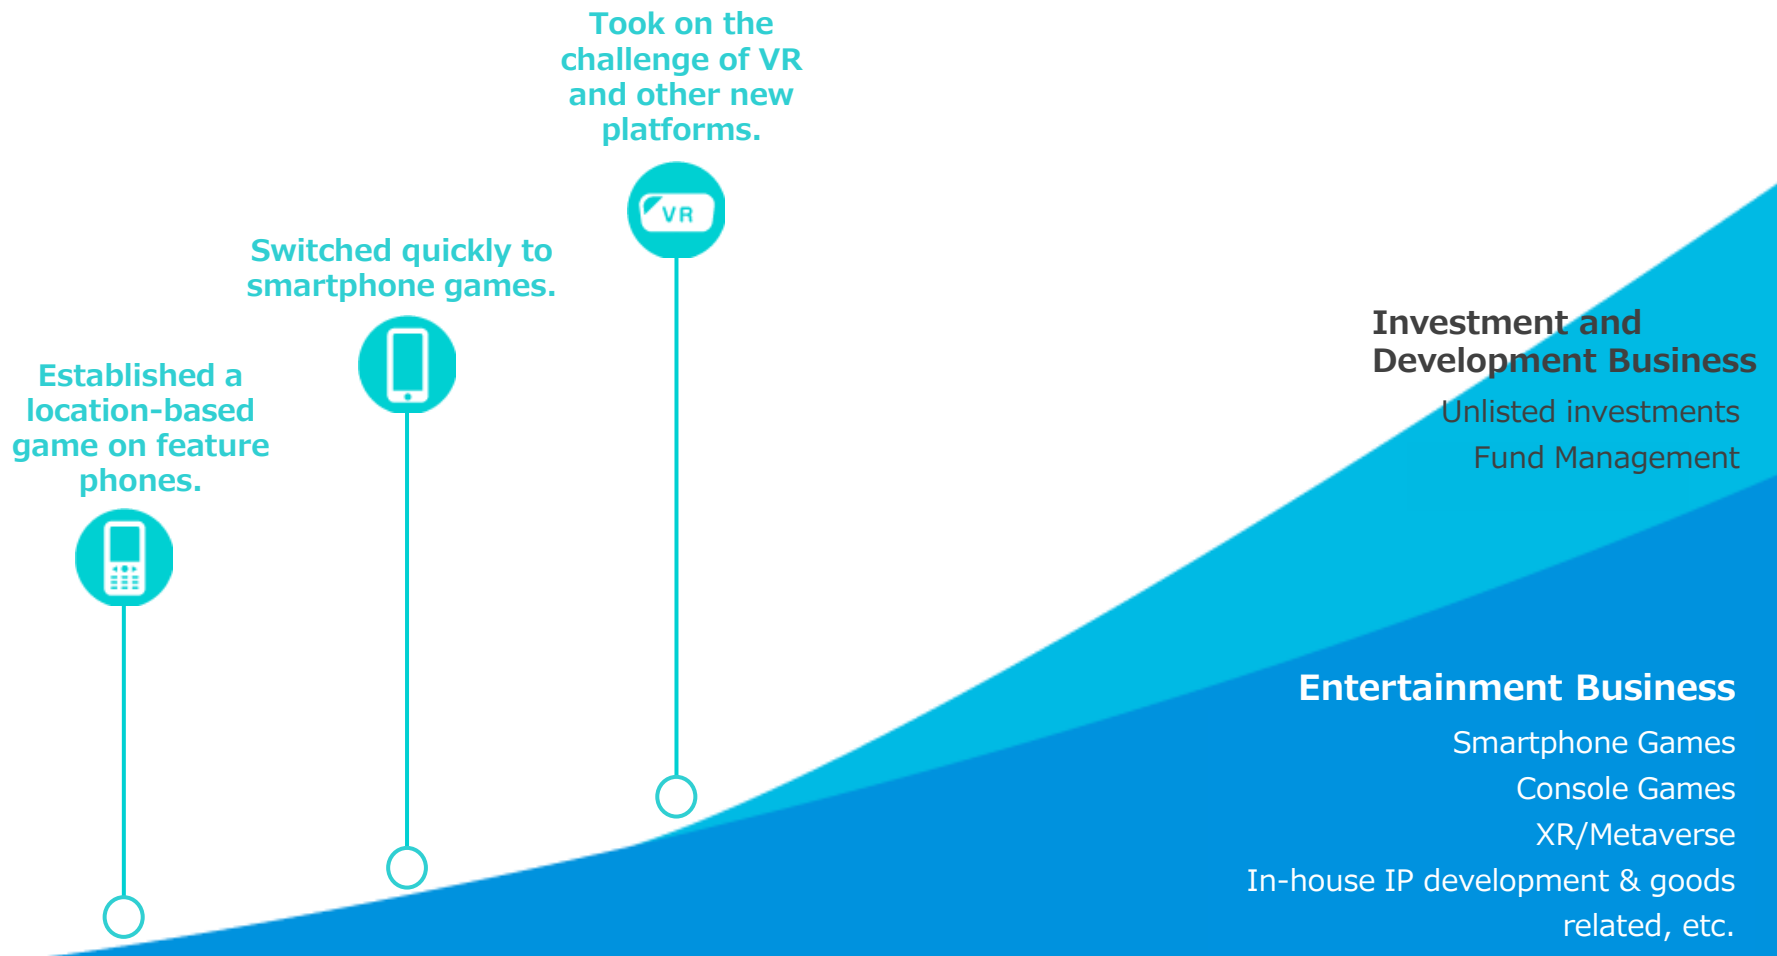 Took on the
challenge of VR
and other new
platforms.
VR
Switched quickly to
smartphone games.
Established a
location-based
game on feature
phones.
Investment and
Development Business
Unlisted investments
Fund Management
Entertainment Business
Smartphone Games
Console Games
XR/Metaverse
In-house IP development & goods
related, etc.